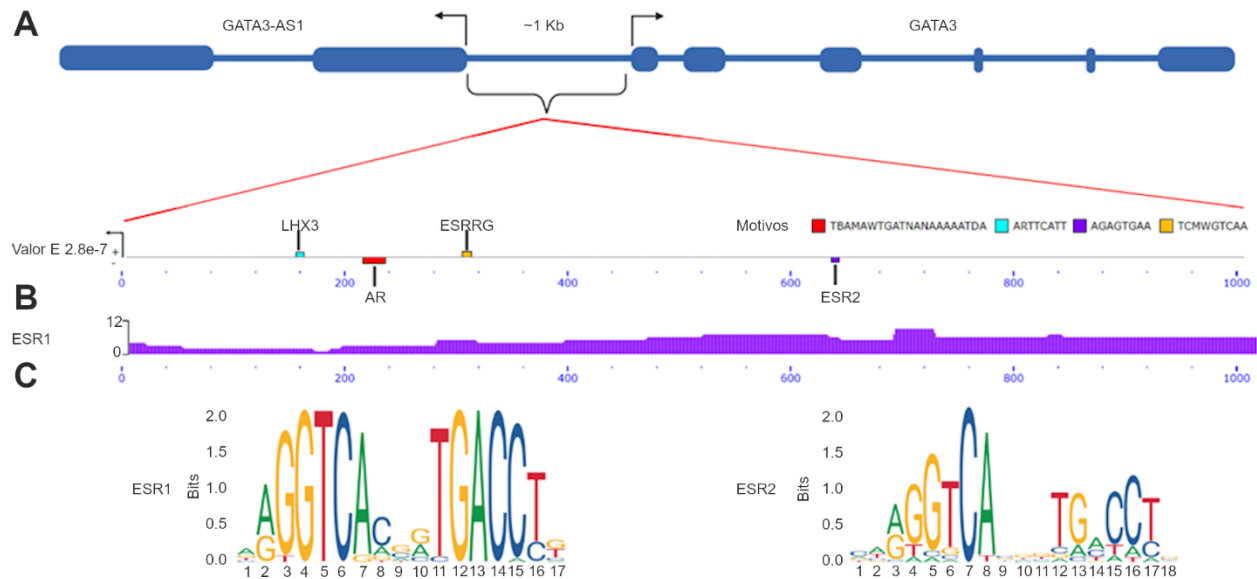 A
GATA3-AS1
~1 Kb
GATA3
LHX3
ESRRG
Motivos TBAMAWTGATNANAAAAATDA ARTTCATT AGAGTGAA TCMWGTCAA
Valor E 2.8e-7
+
-
0 200 400 600 800 1000
AR
ESR2
B
12
ESR1
0
0 200 400 600 800 1000
C
ESR1
Bits
2.0
1.5
1.0
0.5
0.0
1 2 3 4 5 6 7 8 9 10 11 12 13 14 15 16 17
ESR2
Bits
2.0
1.5
1.0
0.5
0.0
1 2 3 4 5 6 7 8 9 10 11 12 13 14 15 16 17 18